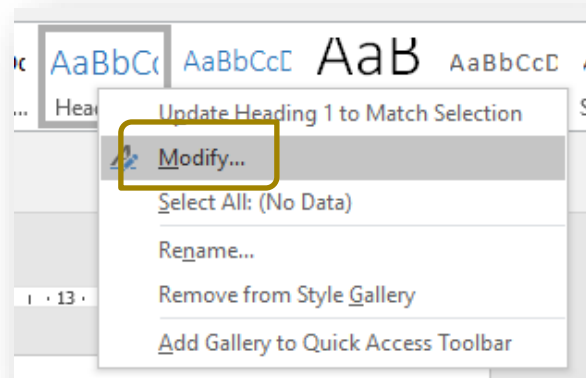 AaBbCc AaBbCcD AaB AaBbCcD
... Head
Update Heading 1 to Match Selection
Modify...
Select All: (No Data)
Rename...
Remove from Style Gallery
13
Add Gallery to Quick Access Toolbar